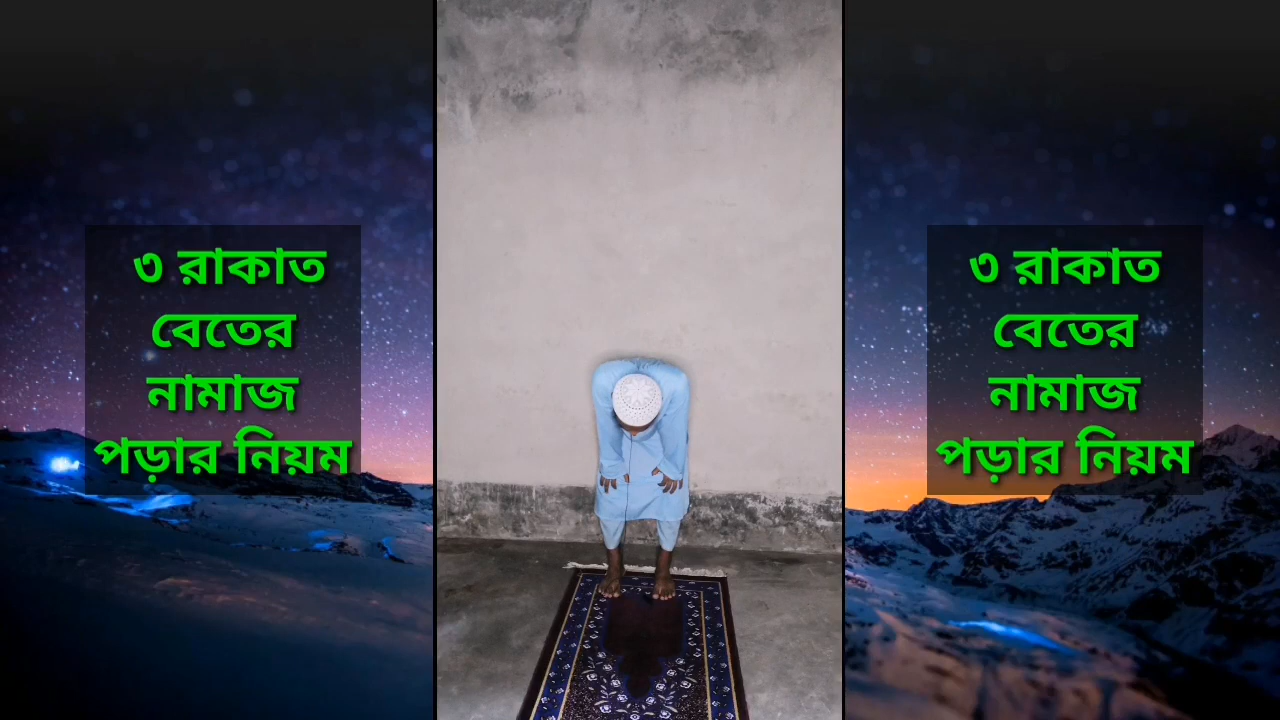 ৩ রাকাত
বেতের
নামাজ
পড়ার নিয়ম
৩ রাকাত
বেতের
নামাজ
পড়ার নিয়ম